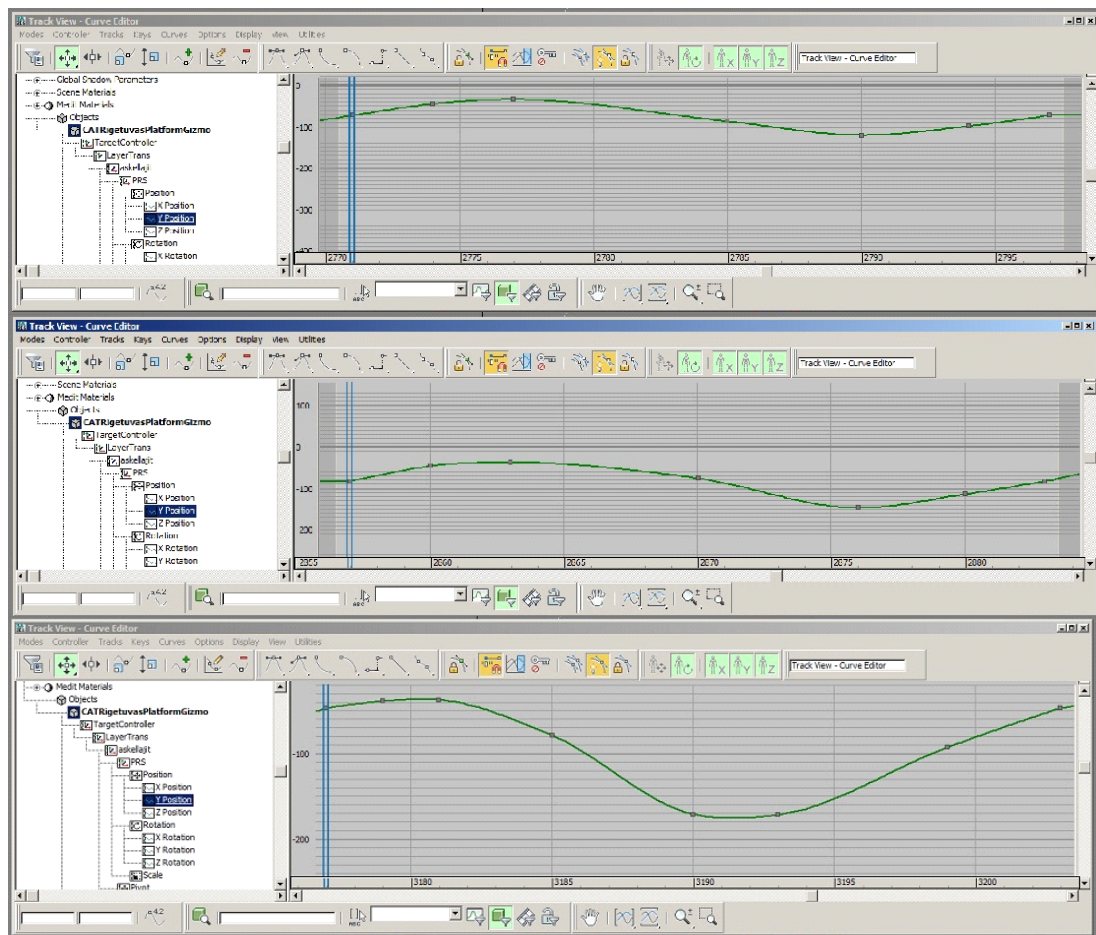 Track View - Curve Editor
Modes Controller Tracks Keys Curves Options Display View Utilities
Track View - Curve Editor
Global Shadow Parameters
Scene Materials
Medit Materials
Objects
CATRigetuvasPlatformGizmo
TargetController
LayerTrans
askellajit
PRS
Position
X Position
Y Position
Z Position
Rotation
X Rotation
0
-100
-200
-300
-400
2770 2775 2780 2785 2790 2795
ABC
Track View - Curve Editor
Modes Controller Tracks Keys Curves Options Display View Utilities
Track View - Curve Editor
Scene Materials
Medit Materials
Objects
CATRigetuvasPlatformGizmo
TargetController
LayerTrans
askellajit
PRS
Position
X Position
Y Position
Z Position
Rotation
X Rotation
Y Rotation
100
0
-100
200
2855 2860 2865 2870 2875 2880
ABC
Track View - Curve Editor
Modes Controller Tracks Keys Curves Options Display View Utilities
Track View - Curve Editor
Medit Materials
Objects
CATRigetuvasPlatformGizmo
TargetController
LayerTrans
askellajit
PRS
Position
X Position
Y Position
Z Position
Rotation
X Rotation
Y Rotation
Z Rotation
Scale
Pivot
-100
-200
3180 3185 3190 3195 3200
ABC